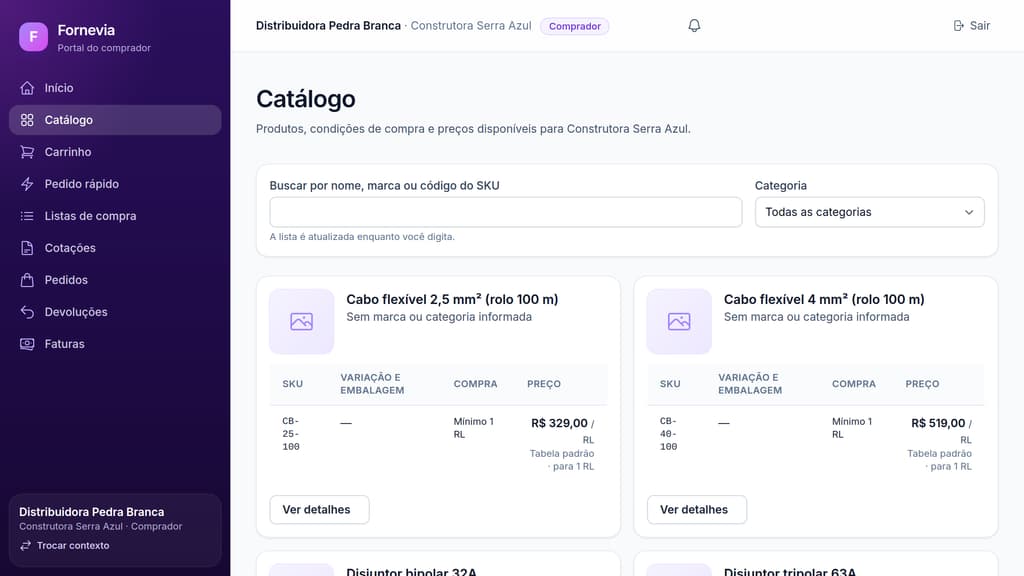 F
Fornevia
Portal do comprador
Início
Catálogo
Carrinho
Pedido rápido
Listas de compra
Cotações
Pedidos
Devoluções
Faturas
Distribuidora Pedra Branca
Construtora Serra Azul · Comprador
Trocar contexto
Distribuidora Pedra Branca · Construtora Serra Azul Comprador
Sair
Catálogo
Produtos, condições de compra e preços disponíveis para Construtora Serra Azul.
Buscar por nome, marca ou código do SKU
A lista é atualizada enquanto você digita.
Categoria
Todas as categorias
Cabo flexível 2,5 mm² (rolo 100 m)
Sem marca ou categoria informada
SKU
VARIAÇÃO E
EMBALAGEM
COMPRA
PREÇO
CB-
25-
100
—
Mínimo 1
RL
R$ 329,00 /
RL
Tabela padrão
· para 1 RL
Ver detalhes
Cabo flexível 4 mm² (rolo 100 m)
Sem marca ou categoria informada
SKU
VARIAÇÃO E
EMBALAGEM
COMPRA
PREÇO
CB-
40-
100
—
Mínimo 1
RL
R$ 519,00 /
RL
Tabela padrão
· para 1 RL
Ver detalhes
Disjuntor bipolar 32A
Disjuntor tripolar 63A